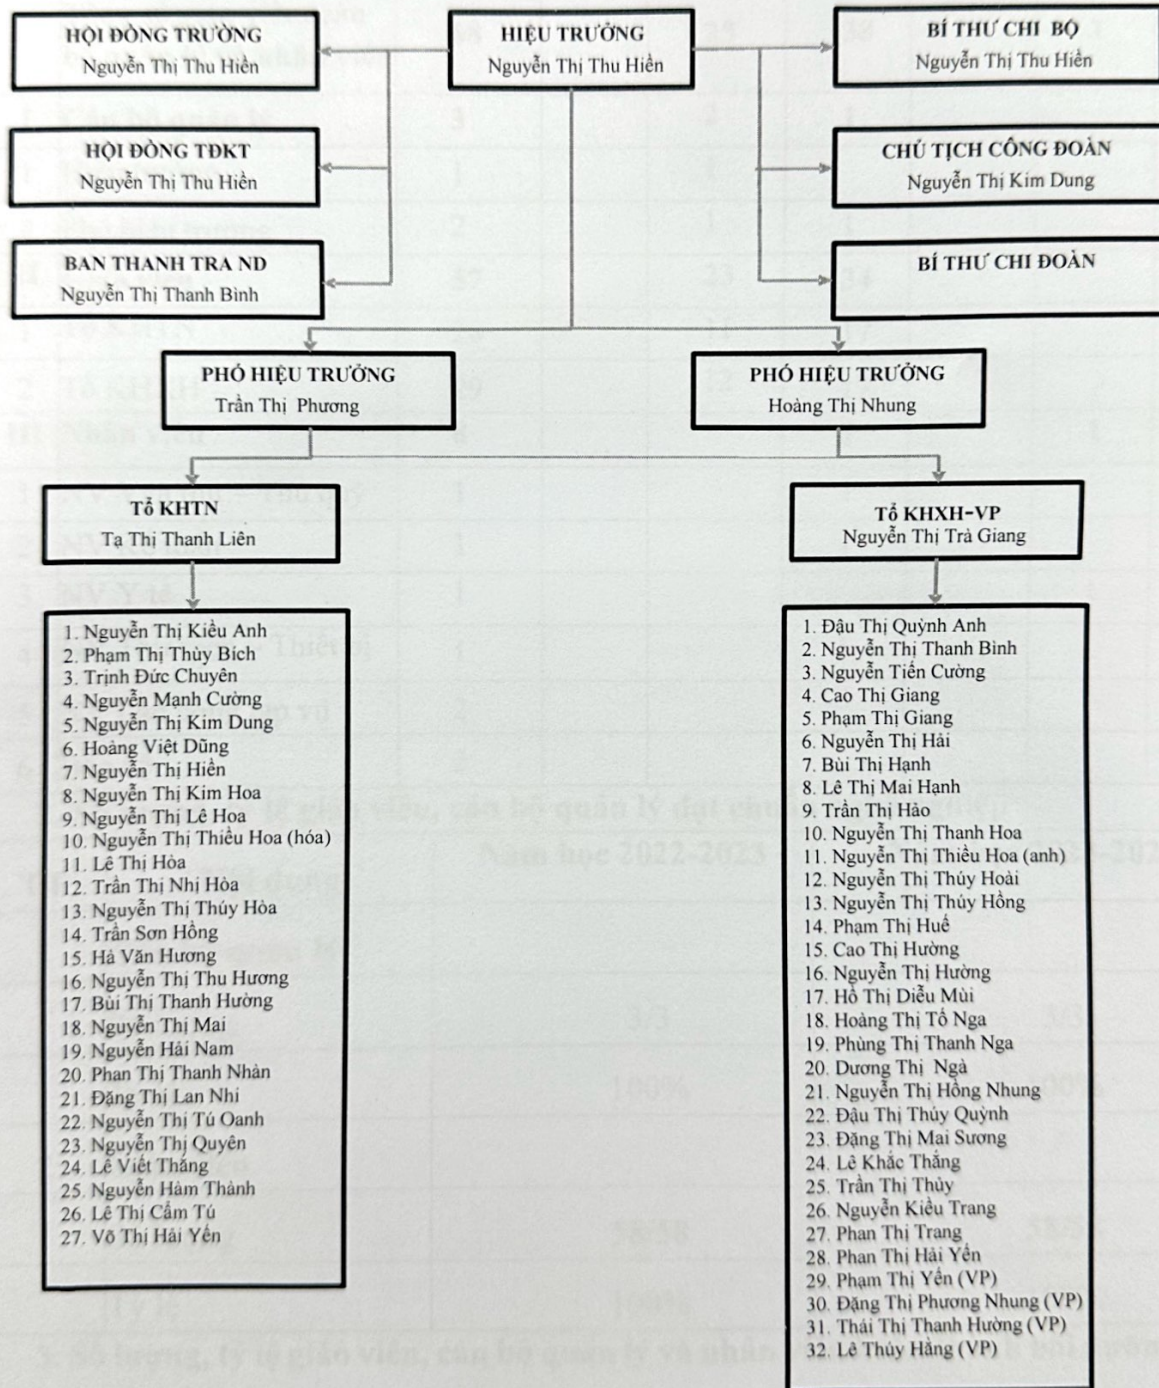 HỘI ĐỒNG TRƯỜNG
Nguyễn Thị Thu Hiền
HIỆU TRƯỞNG
Nguyễn Thị Thu Hiền
BÍ THƯ CHI BỘ
Nguyễn Thị Thu Hiền
HỘI ĐỒNG TĐKT
Nguyễn Thị Thu Hiền
CHỦ TỊCH CÔNG ĐOÀN
Nguyễn Thị Kim Dung
BAN THANH TRA ND
Nguyễn Thị Thanh Bình
BÍ THƯ CHI ĐOÀN
PHÓ HIỆU TRƯỞNG
Trần Thị Phương
PHÓ HIỆU TRƯỞNG
Hoàng Thị Nhung
Tổ KHTN
Tạ Thị Thanh Liên
Tổ KHXH-VP
Nguyễn Thị Trà Giang
1. Nguyễn Thị Kiều Anh
2. Phạm Thị Thùy Bích
3. Trịnh Đức Chuyên
4. Nguyễn Mạnh Cường
5. Nguyễn Thị Kim Dung
6. Hoàng Việt Dũng
7. Nguyễn Thị Hiền
8. Nguyễn Thị Kim Hoa
9. Nguyễn Thị Lê Hoa
10. Nguyễn Thị Thiều Hoa (hóa)
11. Lê Thị Hòa
12. Trần Thị Nhị Hòa
13. Nguyễn Thị Thúy Hòa
14. Trần Sơn Hồng
15. Hà Văn Hương
16. Nguyễn Thị Thu Hương
17. Bùi Thị Thanh Hường
18. Nguyễn Thị Mai
19. Nguyễn Hải Nam
20. Phan Thị Thanh Nhàn
21. Đặng Thị Lan Nhi
22. Nguyễn Thị Tú Oanh
23. Nguyễn Thị Quyên
24. Lê Viết Thắng
25. Nguyễn Hàm Thành
26. Lê Thị Cẩm Tú
27. Võ Thị Hải Yến
1. Đậu Thị Quỳnh Anh
2. Nguyễn Thị Thanh Bình
3. Nguyễn Tiến Cường
4. Cao Thị Giang
5. Phạm Thị Giang
6. Nguyễn Thị Hải
7. Bùi Thị Hạnh
8. Lê Thị Mai Hạnh
9. Trần Thị Hảo
10. Nguyễn Thị Thanh Hoa
11. Nguyễn Thị Thiều Hoa (anh)
12. Nguyễn Thị Thúy Hoài
13. Nguyễn Thị Thúy Hồng
14. Phạm Thị Huế
15. Cao Thị Hường
16. Nguyễn Thị Hường
17. Hồ Thị Diễu Mùi
18. Hoàng Thị Tố Nga
19. Phùng Thị Thanh Nga
20. Dương Thị Ngà
21. Nguyễn Thị Hồng Nhung
22. Đậu Thị Thúy Quỳnh
23. Đặng Thị Mai Sương
24. Lê Khắc Thắng
25. Trần Thị Thủy
26. Nguyễn Kiều Trang
27. Phan Thị Trang
28. Phan Thị Hải Yến
29. Phạm Thị Yến (VP)
30. Đặng Thị Phương Nhung (VP)
31. Thái Thị Thanh Hường (VP)
32. Lê Thúy Hằng (VP)